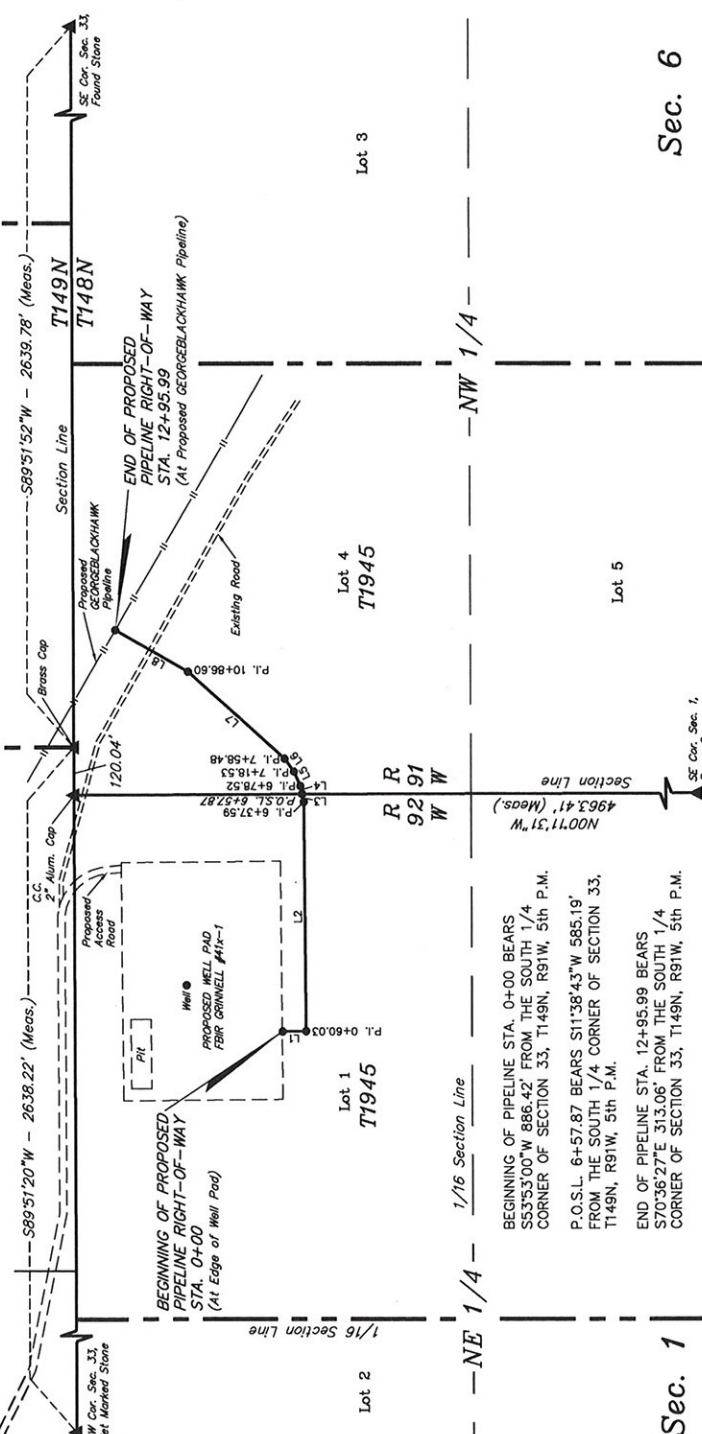 SW Cor. Sec. 33,
Set Marked Stone
S89°51'20"W - 2638.22' (Meas.)
C.C.
2" Alum. Cap
Brass Cap
S89°51'52"W - 2639.78' (Meas.)
SE Cor. Sec. 33,
Found Stone
120.04'
Section Line
T149N
T148N
Proposed
GEORGEBLACKHAWK
Pipeline
Proposed
Access
Road
Pit
Well
PROPOSED WELL PAD
FBIR GRINNELL #41x-1
BEGINNING OF PROPOSED
PIPELINE RIGHT-OF-WAY
STA. 0+00
(At Edge of Well Pad)
END OF PROPOSED
PIPELINE RIGHT-OF-WAY
STA. 12+95.99
(At Proposed GEORGEBLACKHAWK Pipeline)
Existing Road
L1
P.I. 0+60.03
L2
P.I. 6+37.59
L3
P.O.S.L. 6+57.87
L4
P.I. 6+78.52
L5
P.I. 7+18.53
L6
P.I. 7+58.48
L7
P.I. 10+86.60
L8
Lot 2
1/16 Section Line
Lot 1
T1945
R R
92 91
W W
Lot 4
T1945
Lot 3
NE 1/4
1/16 Section Line
NW 1/4
N00°11'31"W
4963.41' (Meas.)
Section Line
Lot 5
BEGINNING OF PIPELINE STA. 0+00 BEARS
S53°53'00"W 886.42' FROM THE SOUTH 1/4
CORNER OF SECTION 33, T149N, R91W, 5th P.M.
P.O.S.L. 6+57.87 BEARS S11°38'43"W 585.19'
FROM THE SOUTH 1/4 CORNER OF SECTION 33,
T149N, R91W, 5th P.M.
END OF PIPELINE STA. 12+95.99 BEARS
S70°36'27"E 313.06' FROM THE SOUTH 1/4
CORNER OF SECTION 33, T149N, R91W, 5th P.M.
Sec. 1
SE Cor. Sec. 1,
Sec. 6